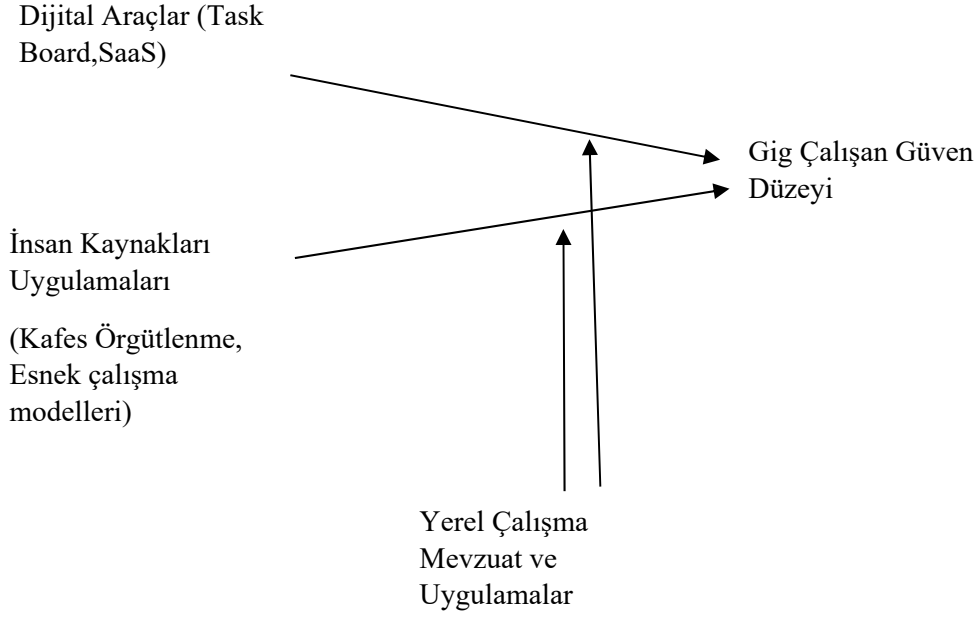 Dijital Araçlar (Task
Board,SaaS)
Gig Çalışan Güven
Düzeyi
İnsan Kaynakları
Uygulamaları
(Kafes Örgütlenme,
Esnek çalışma
modelleri)
Yerel Çalışma
Mevzuat ve
Uygulamalar